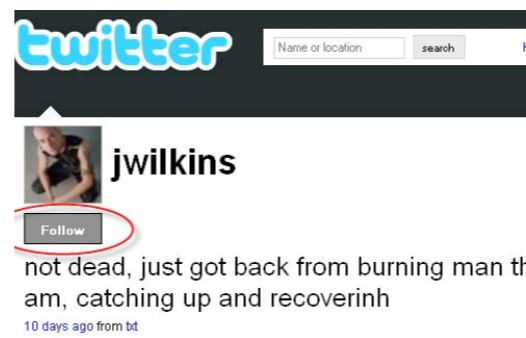 twitter
Name or location search
jwilkins
Follow
not dead, just got back from burning man th
am, catching up and recoverinh
10 days ago from txt